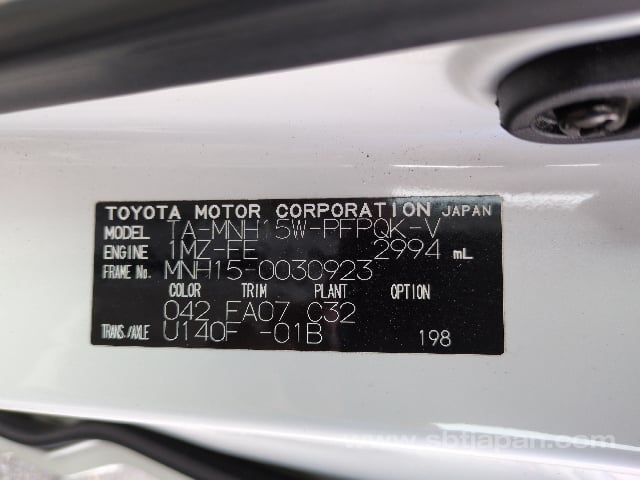 TOYOTA MOTOR CORPORATION JAPAN
MODEL TA-MNH15W-PFPQK-V
ENGINE 1MZ-FE 2994 mL
FRAME No. MNH15-0030923
COLOR TRIM PLANT OPTION
042 FA07 C32
TRANS./AXLE U140F -01B 198
www.sbtjapan.com